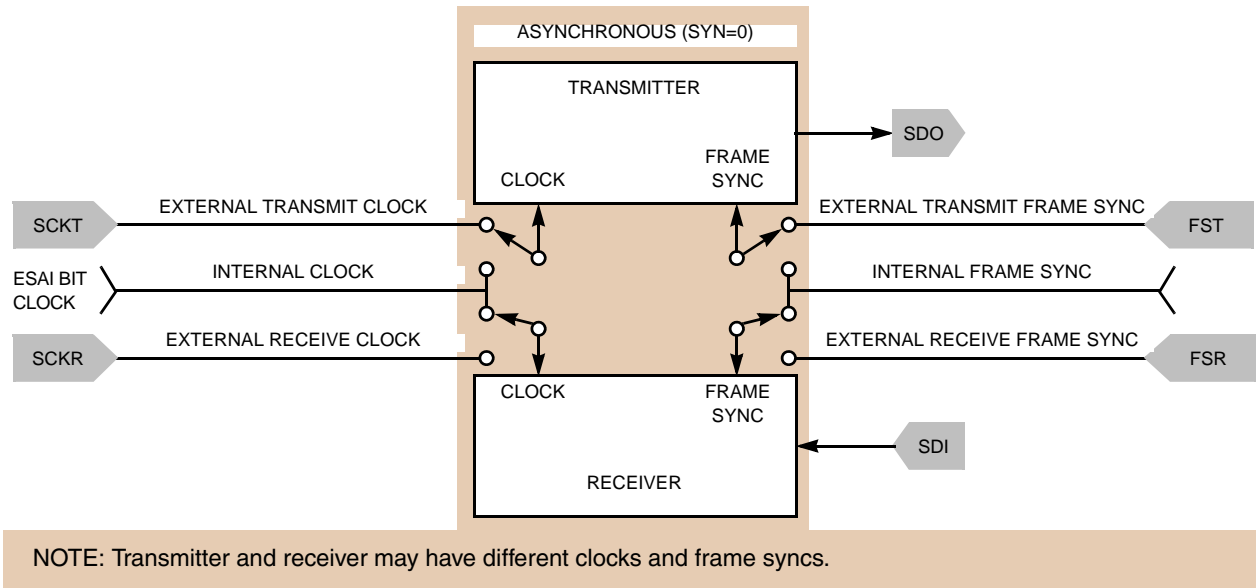 ASYNCHRONOUS (SYN=0)
TRANSMITTER
SDO
FRAME
SYNC
CLOCK
SCKT
EXTERNAL TRANSMIT CLOCK
EXTERNAL TRANSMIT FRAME SYNC
FST
ESAI BIT
CLOCK
INTERNAL CLOCK
INTERNAL FRAME SYNC
SCKR
EXTERNAL RECEIVE CLOCK
EXTERNAL RECEIVE FRAME SYNC
FSR
CLOCK
FRAME
SYNC
SDI
RECEIVER
NOTE: Transmitter and receiver may have different clocks and frame syncs.